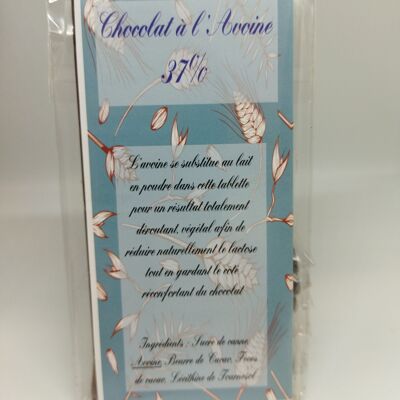 Chocolat à l'Avoine
37%
L'avoine se substitue au lait
en poudre dans cette tablette
pour un résultat totalement
déroutant, végétal afin de
réduire naturellement le lactose
tout en gardant le coté
réconfortant du chocolat
Ingrédients : Sucre de canne,
Avoine, Beurre de Cacao, Fèves
de cacao, Lécithine de Tournesol